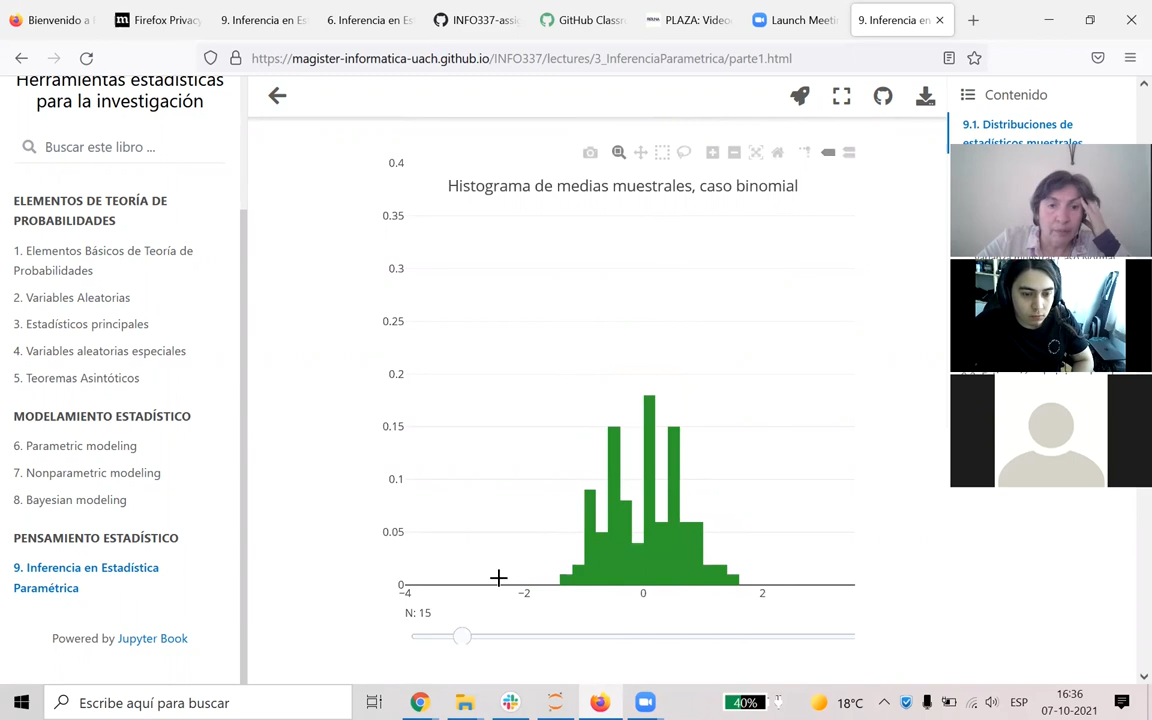 Bienvenido a
Firefox Privac
9. Inferencia en Es
6. Inferencia en Es
INFO337-assig
GitHub Classro
PLAZA: Video
Launch Meeti
9. Inferencia en
https://magister-informatica-uach.github.io/INFO337/lectures/3_InferenciaParametrica/parte1.html
Herramientas estadísticas
para la investigación
Buscar este libro ...
ELEMENTOS DE TEORÍA DE
PROBABILIDADES
1. Elementos Básicos de Teoría de
Probabilidades
2. Variables Aleatorias
3. Estadísticos principales
4. Variables aleatorias especiales
5. Teoremas Asintóticos
MODELAMIENTO ESTADÍSTICO
6. Parametric modeling
7. Nonparametric modeling
8. Bayesian modeling
PENSAMIENTO ESTADÍSTICO
9. Inferencia en Estadística
Paramétrica
Powered by Jupyter Book
Histograma de medias muestrales, caso binomial
0.4
0.35
0.3
0.25
0.2
0.15
0.1
0.05
0
−4
−2
0
2
N: 15
Contenido
9.1. Distribuciones de
estadísticos muestrales
Escribe aquí para buscar
40%
18°C
ESP
16:36
07-10-2021